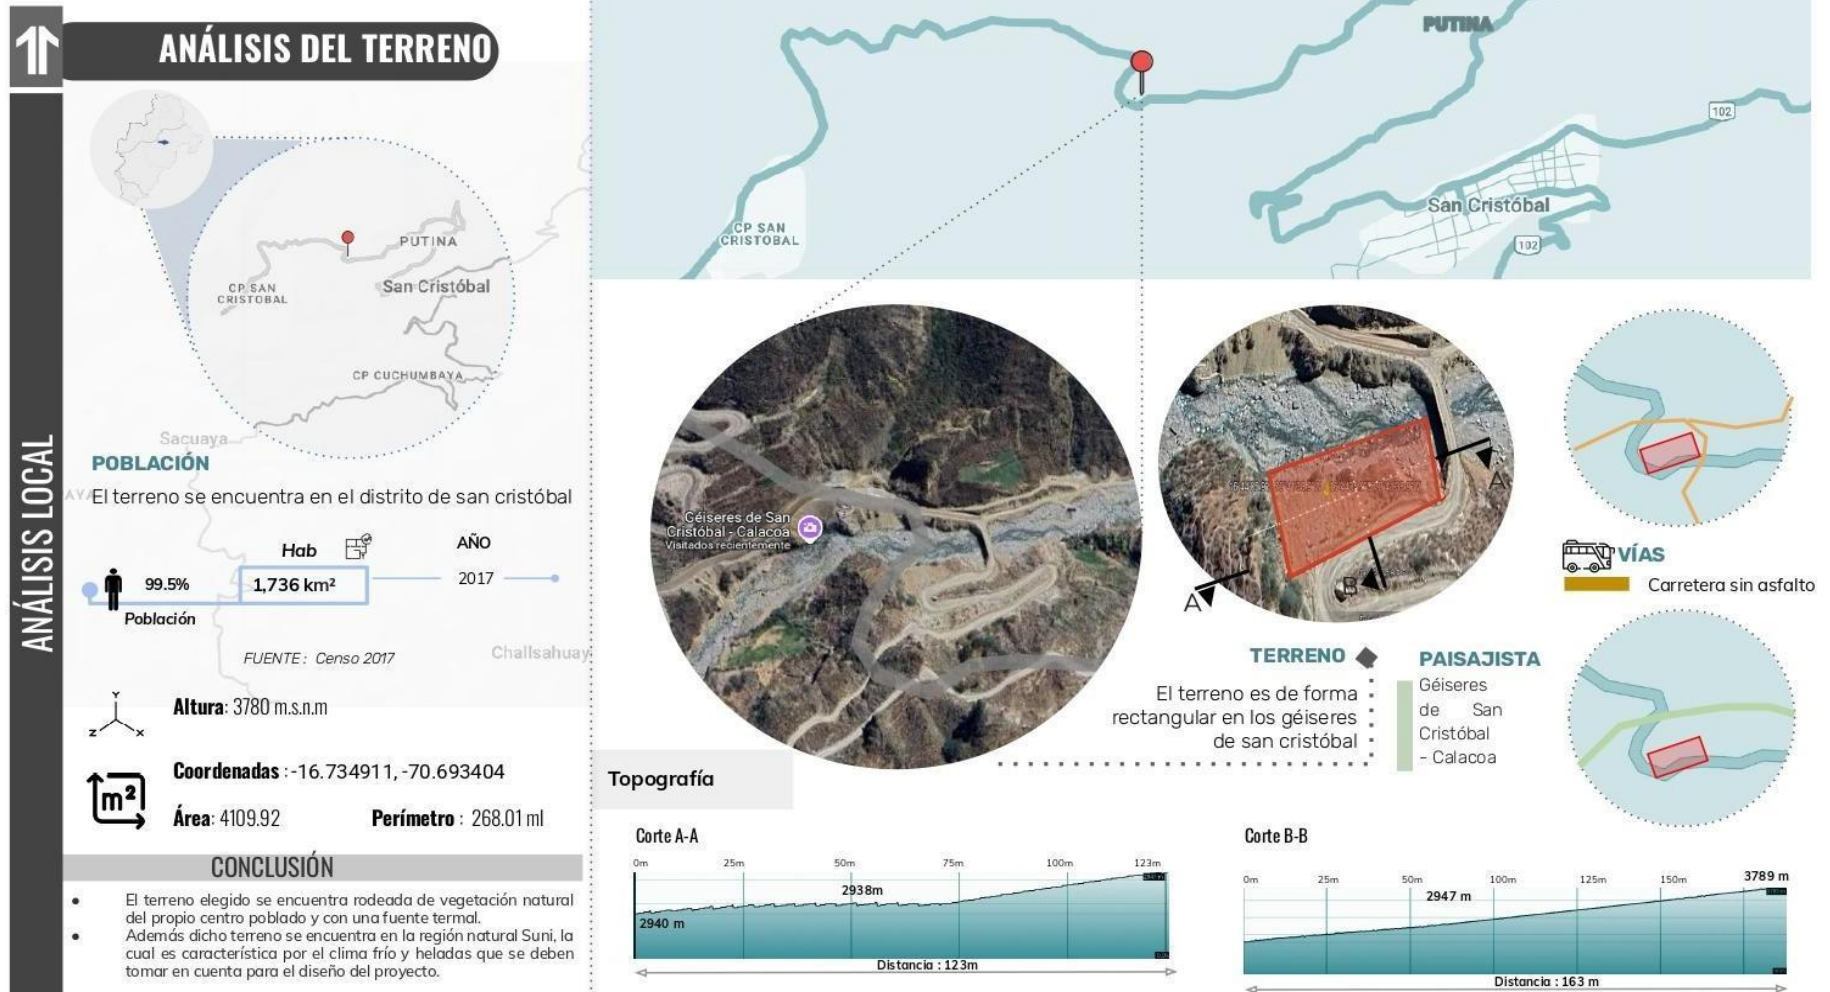 ANÁLISIS DEL TERRENO
ANÁLISIS LOCAL
PUTINA
CP SAN
CRISTOBAL
San Cristóbal
CP CUCHUMBAYA
Sacuaya
POBLACIÓN
El terreno se encuentra en el distrito de san cristóbal
Hab
AÑO
99.5%
1,736 km²
2017
Población
FUENTE : Censo 2017
Challsahuay
Altura: 3780 m.s.n.m
Y
Z
X
Coordenadas : -16.734911, -70.693404
m²
Área: 4109.92
Perímetro : 268.01 ml
CONCLUSIÓN
• El terreno elegido se encuentra rodeada de vegetación natural
del propio centro poblado y con una fuente termal.
• Además dicho terreno se encuentra en la región natural Suni, la
cual es característica por el clima frío y heladas que se deben
tomar en cuenta para el diseño del proyecto.
PUTINA
102
San Cristóbal
102
CP SAN
CRISTOBAL
Géiseres de San
Cristóbal - Calacoa
Visitados recientemente
A
A
B
VÍAS
Carretera sin asfalto
TERRENO
El terreno es de forma
rectangular en los géiseres
de san cristóbal
PAISAJISTA
Géiseres
de San
Cristóbal
- Calacoa
Topografía
Corte A-A
0m 25m 50m 75m 100m 123m
2938m
2940 m
Distancia : 123m
Corte B-B
0m 25m 50m 100m 125m 150m 3789 m
2947 m
Distancia : 163 m